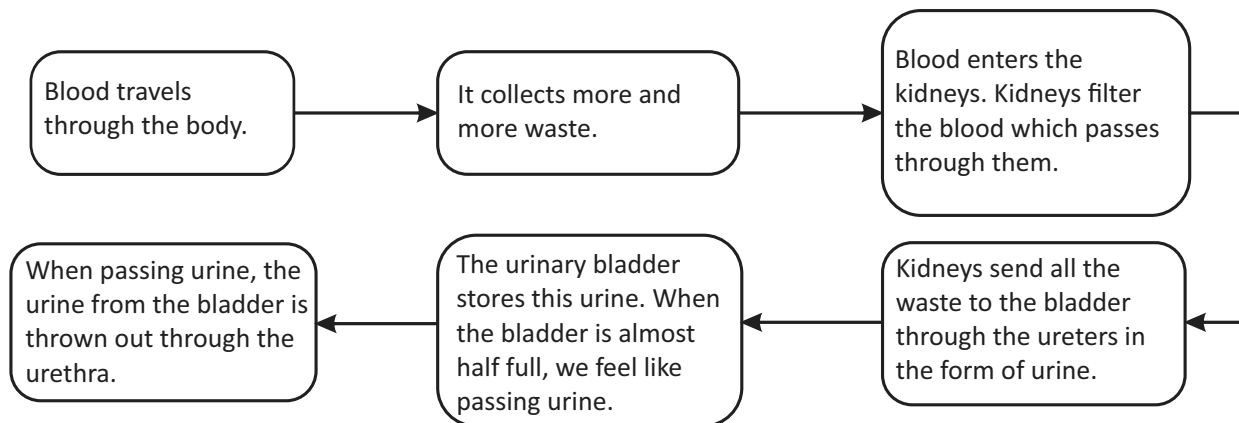 Blood travels
through the body.
It collects more and
more waste.
Blood enters the
kidneys. Kidneys filter
the blood which passes
through them.
Kidneys send all the
waste to the bladder
through the ureters in
the form of urine.
The urinary bladder
stores this urine. When
the bladder is almost
half full, we feel like
passing urine.
When passing urine, the
urine from the bladder is
thrown out through the
urethra.